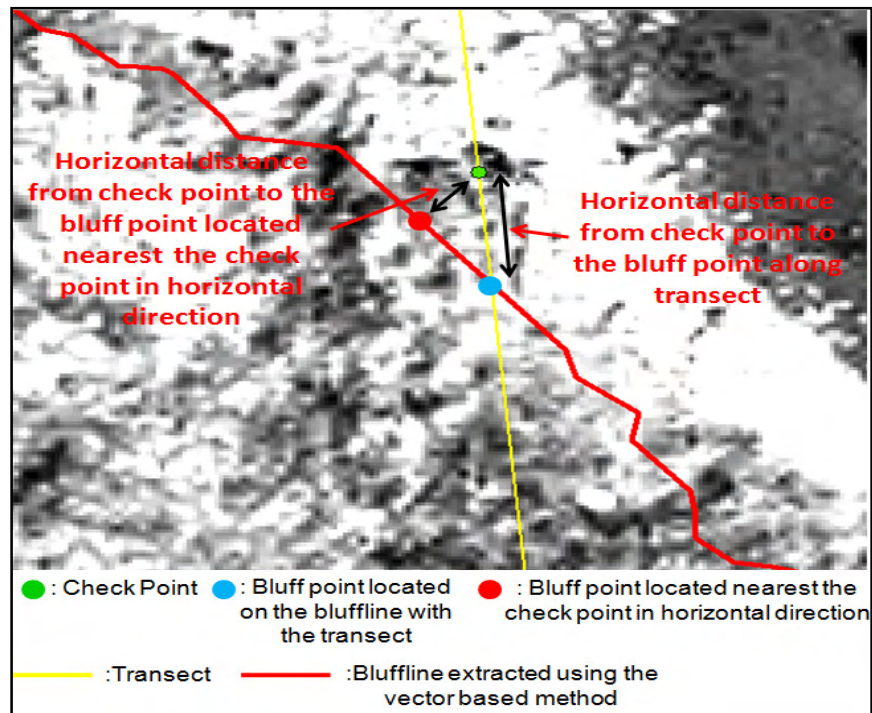 Horizontal distance
from check point to the
bluff point located
nearest the check
point in horizontal
direction
Horizontal distance
from check point to
the bluff point along
transect
: Check Point
: Bluff point located
on the bluffline with
the transect
: Bluff point located nearest the
check point in horizontal direction
:Transect
:Bluffline extracted using the
vector based method